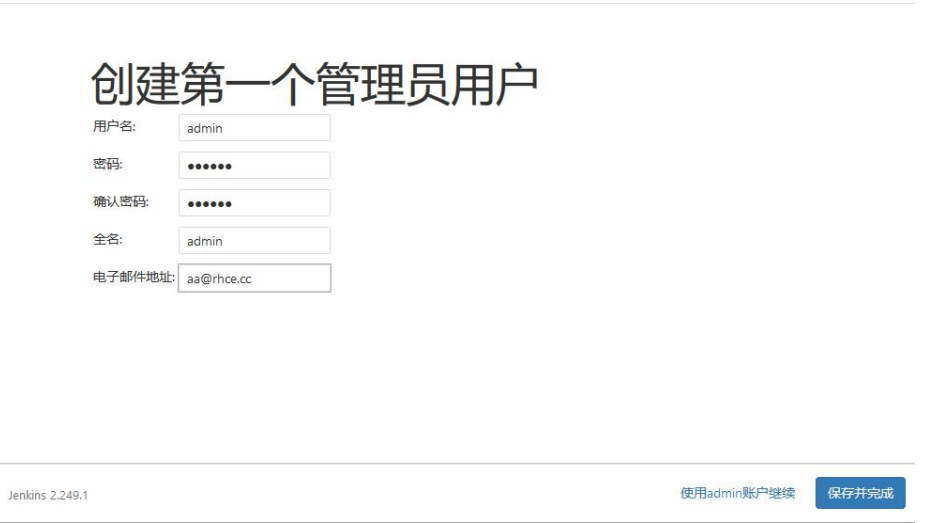 创建第一个管理员用户
用户名: admin
密码: ●●●●●●
确认密码: ●●●●●●
全名: admin
电子邮件地址: aa@rhce.cc
Jenkins 2.249.1 使用admin账户继续 保存并完成